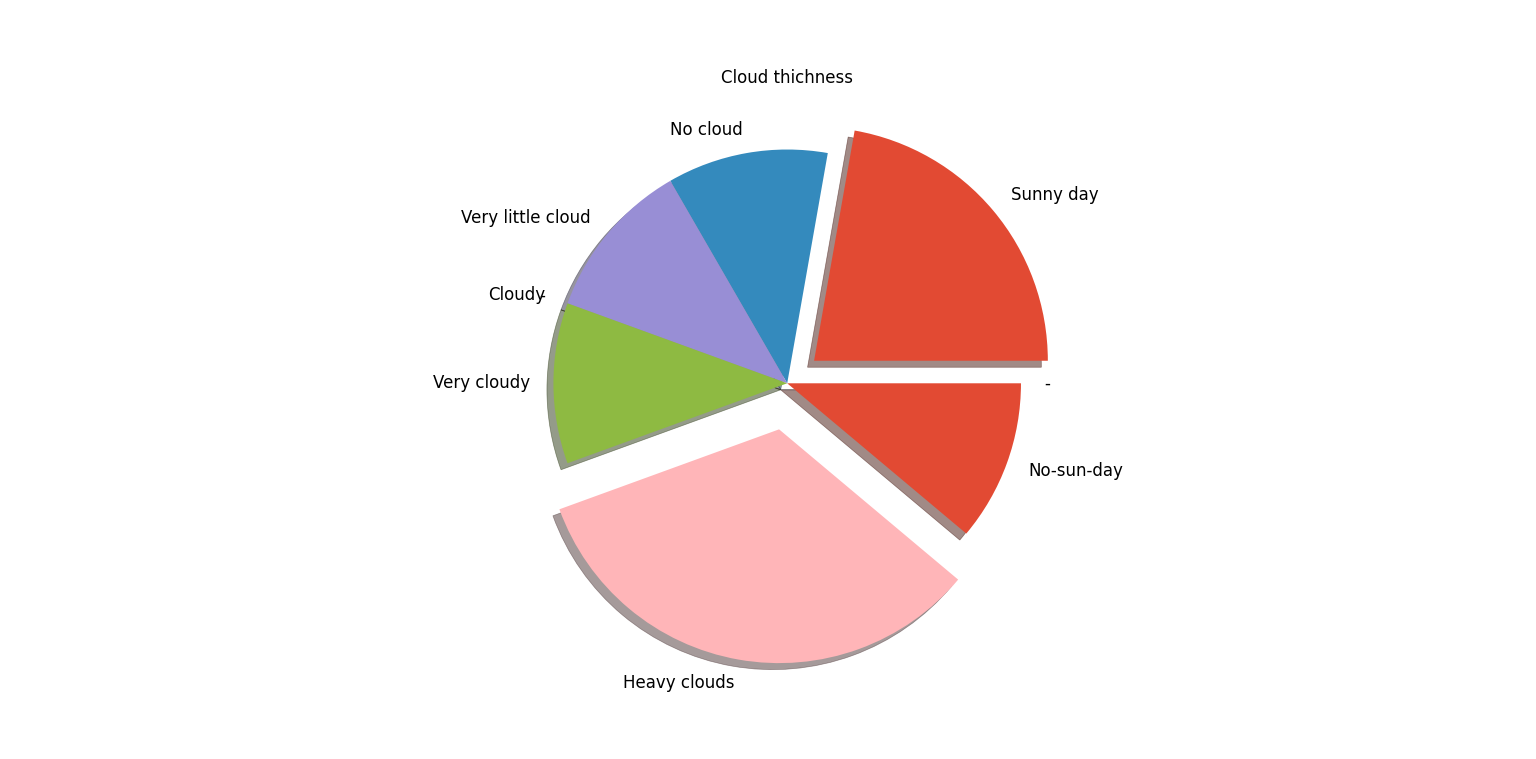 Cloud thichness
No cloud
Sunny day
Very little cloud
Cloudy
-
Very cloudy
-
No-sun-day
Heavy clouds